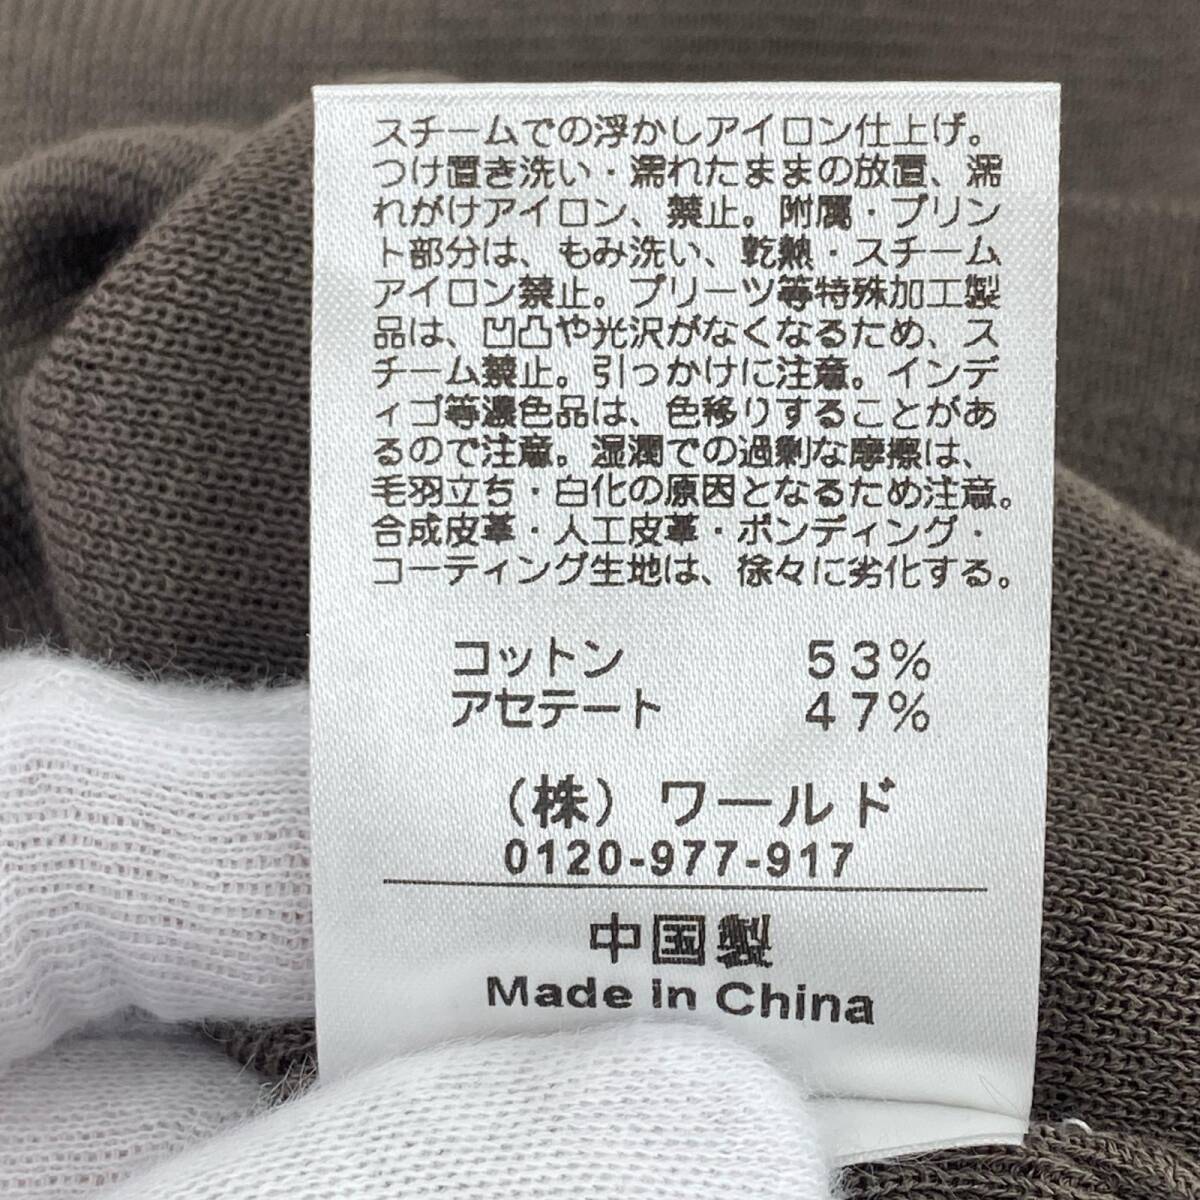 スチームでの浮かしアイロン仕上げ。
つけ置き洗い・濡れたままの放置、濡
れがけアイロン、禁止。附属・プリン
ト部分は、もみ洗い、乾熱・スチーム
アイロン禁止。プリーツ等特殊加工製
品は、凹凸や光沢がなくなるため、ス
チーム禁止。引っかけに注意。インデ
ィゴ等濃色品は、色移りすることがあ
るので注意。湿潤での過剰な摩擦は、
毛羽立ち・白化の原因となるため注意。
合成皮革・人工皮革・ボンディング・
コーティング生地は、徐々に劣化する。
コットン 53%
アセテート 47%
（株）ワールド
0120-977-917
中国製
Made in China